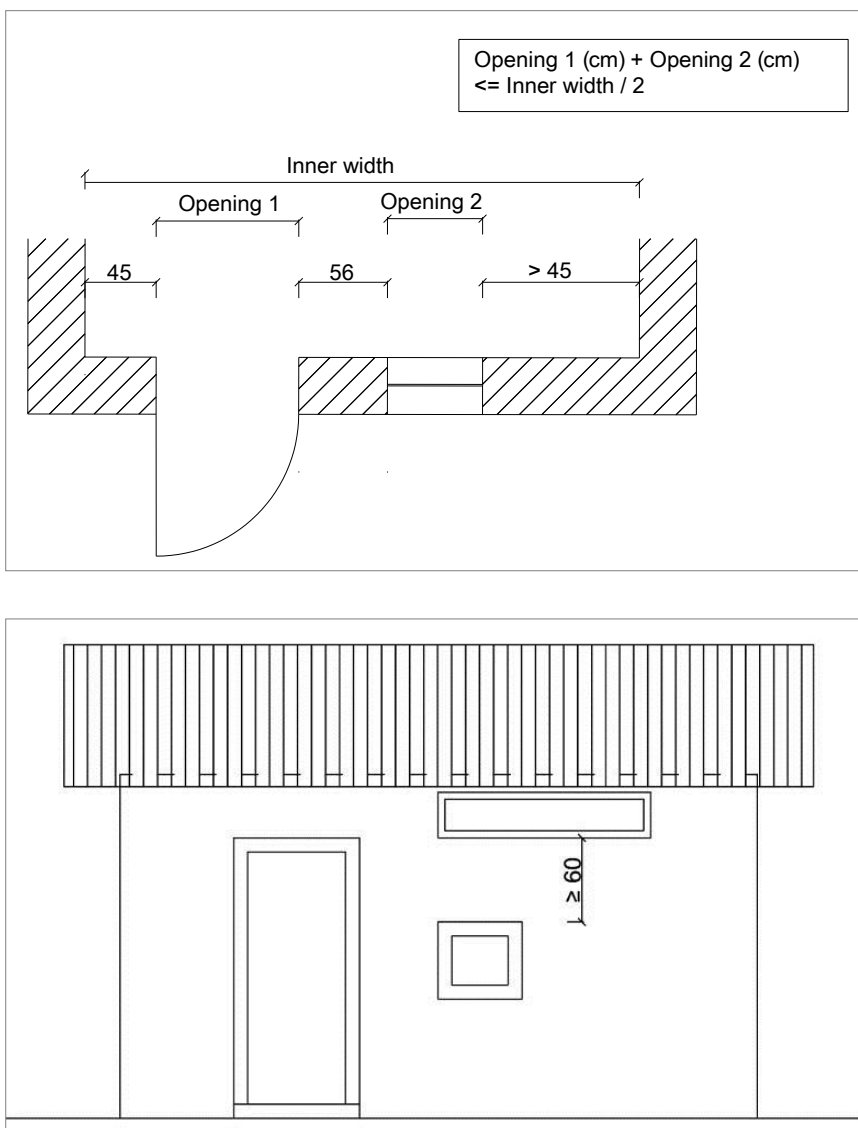 Opening 1 (cm) + Opening 2 (cm)
<= Inner width / 2
Inner width
Opening 1
Opening 2
45
56
> 45
≥ 60